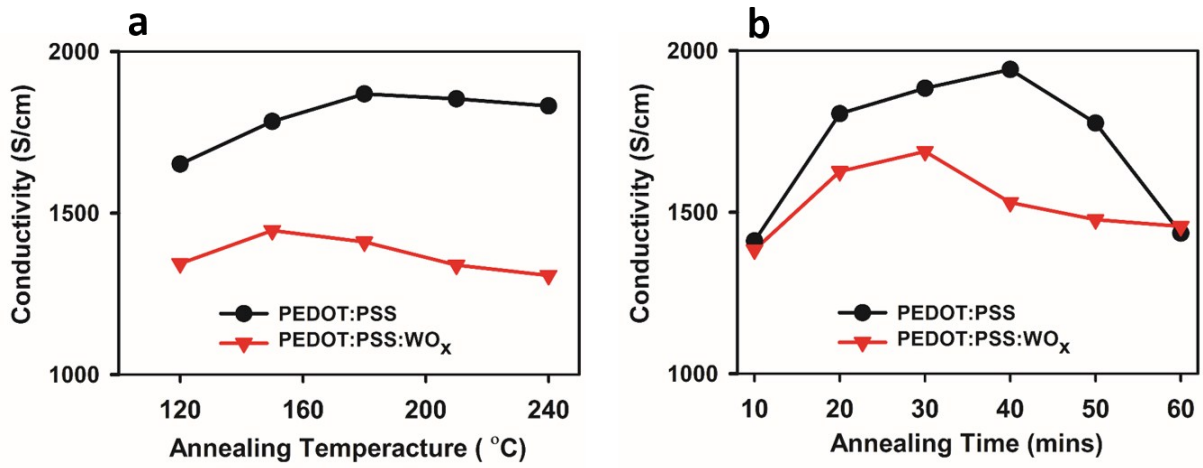 a
2000
1500
1000
Conductivity (S/cm)
PEDOT:PSS
PEDOT:PSS:WOx
120 160 200 240
Annealing Temperacture ( oC)
b
2000
1500
1000
Conductivity (S/cm)
PEDOT:PSS
PEDOT:PSS:WOx
10 20 30 40 50 60
Annealing Time (mins)